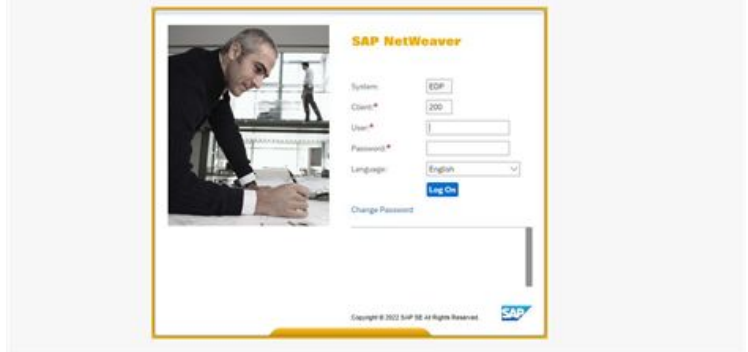 SAP NetWeaver
System: EDP
Client:* 200
User:*
Password:*
Language: English
Log On
Change Password
Copyright © 2022 SAP SE All Rights Reserved.
SAP